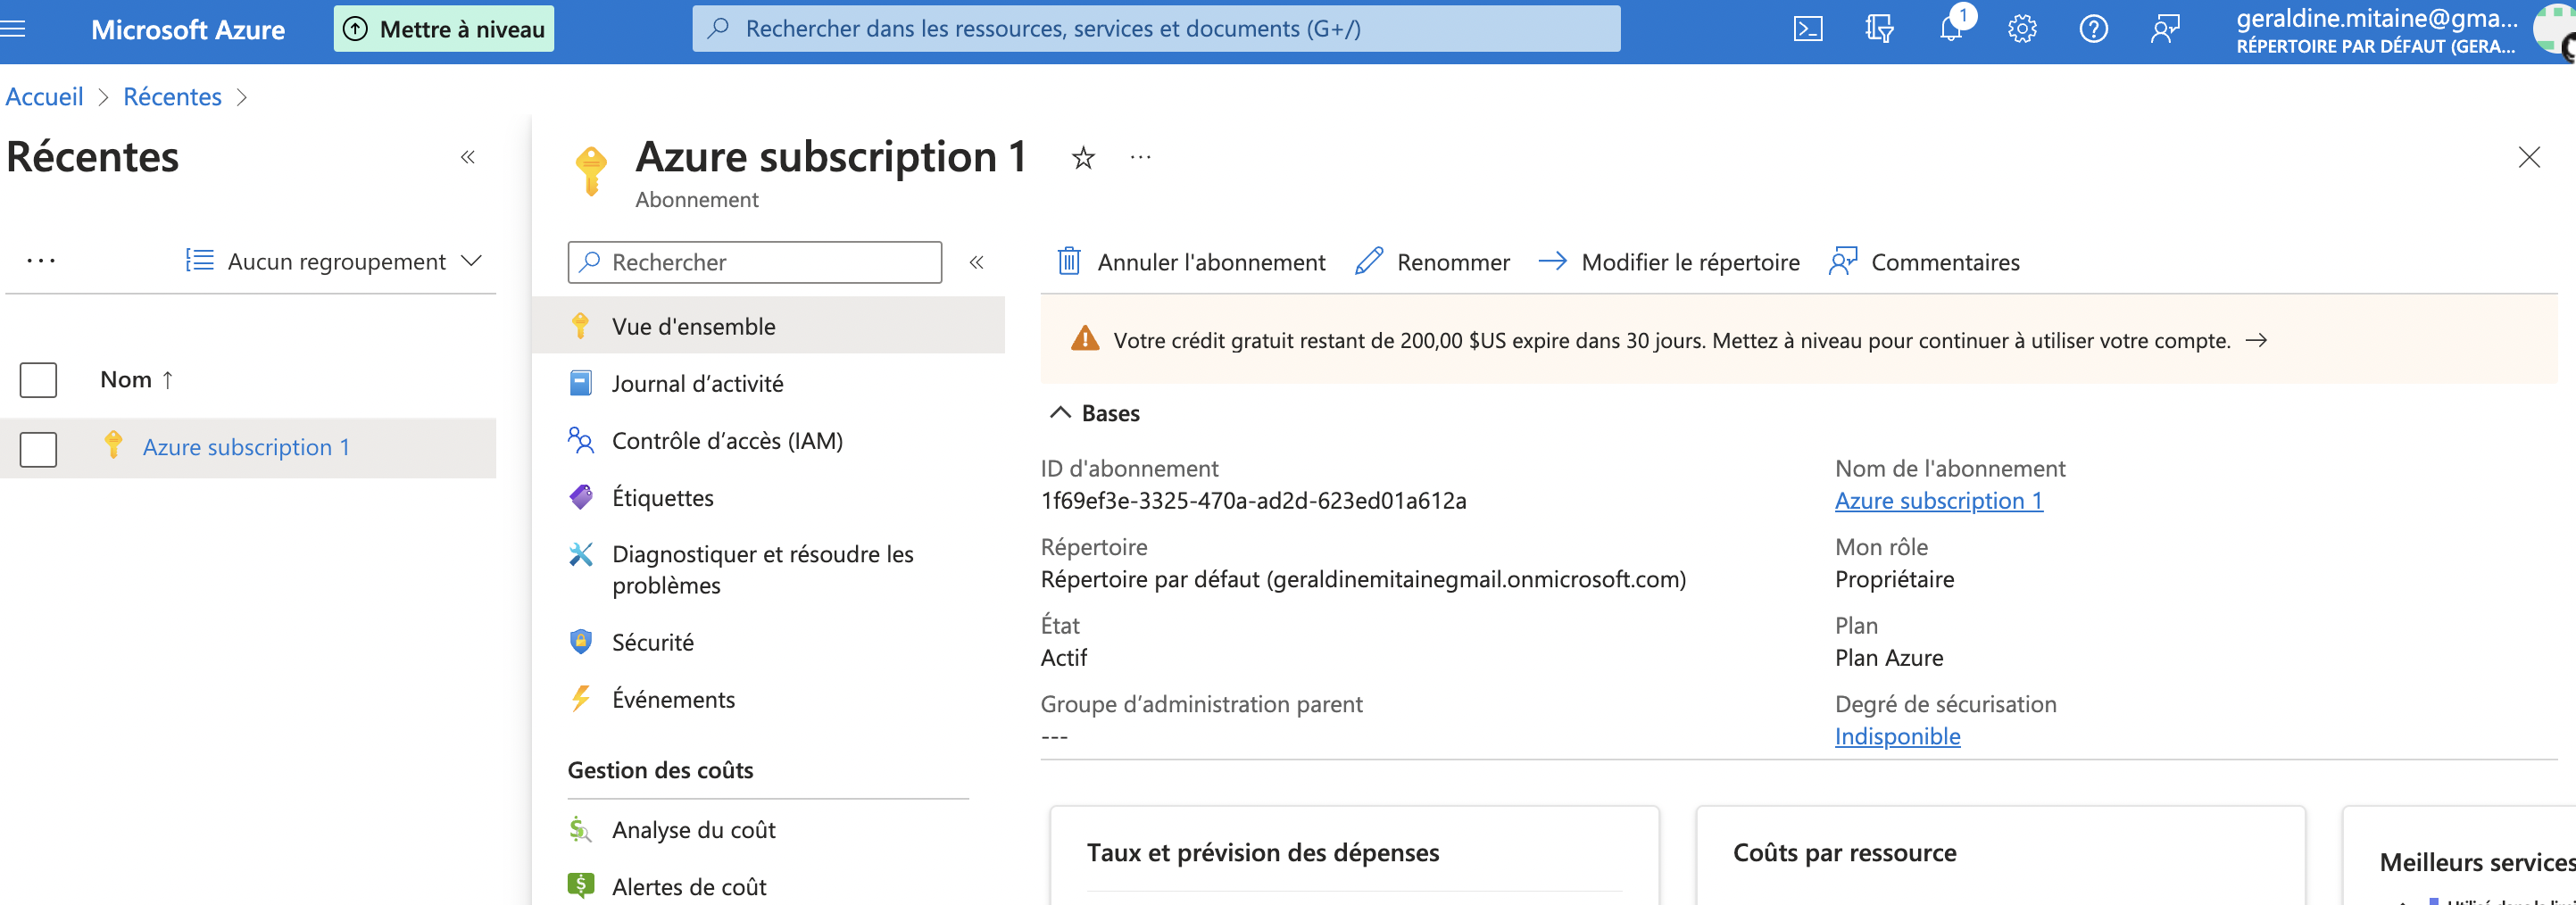 Microsoft Azure
Mettre à niveau
Rechercher dans les ressources, services et documents (G+/)
1
geraldine.mitaine@gma...
RÉPERTOIRE PAR DÉFAUT (GERA...
Accueil > Récentes >
Récentes
«
Azure subscription 1
...
Abonnement
...
Aucun regroupement
Nom ↑
Azure subscription 1
Rechercher
«
Vue d'ensemble
Journal d’activité
Contrôle d’accès (IAM)
Étiquettes
Diagnostiquer et résoudre les
problèmes
Sécurité
Événements
Gestion des coûts
Analyse du coût
Alertes de coût
Annuler l'abonnement
Renommer
Modifier le répertoire
Commentaires
Votre crédit gratuit restant de 200,00 $US expire dans 30 jours. Mettez à niveau pour continuer à utiliser votre compte. →
Bases
ID d'abonnement
1f69ef3e-3325-470a-ad2d-623ed01a612a
Répertoire
Répertoire par défaut (geraldinemitainegmail.onmicrosoft.com)
État
Actif
Groupe d’administration parent
---
Nom de l'abonnement
Azure subscription 1
Mon rôle
Propriétaire
Plan
Plan Azure
Degré de sécurisation
Indisponible
Taux et prévision des dépenses
Coûts par ressource
Meilleurs services